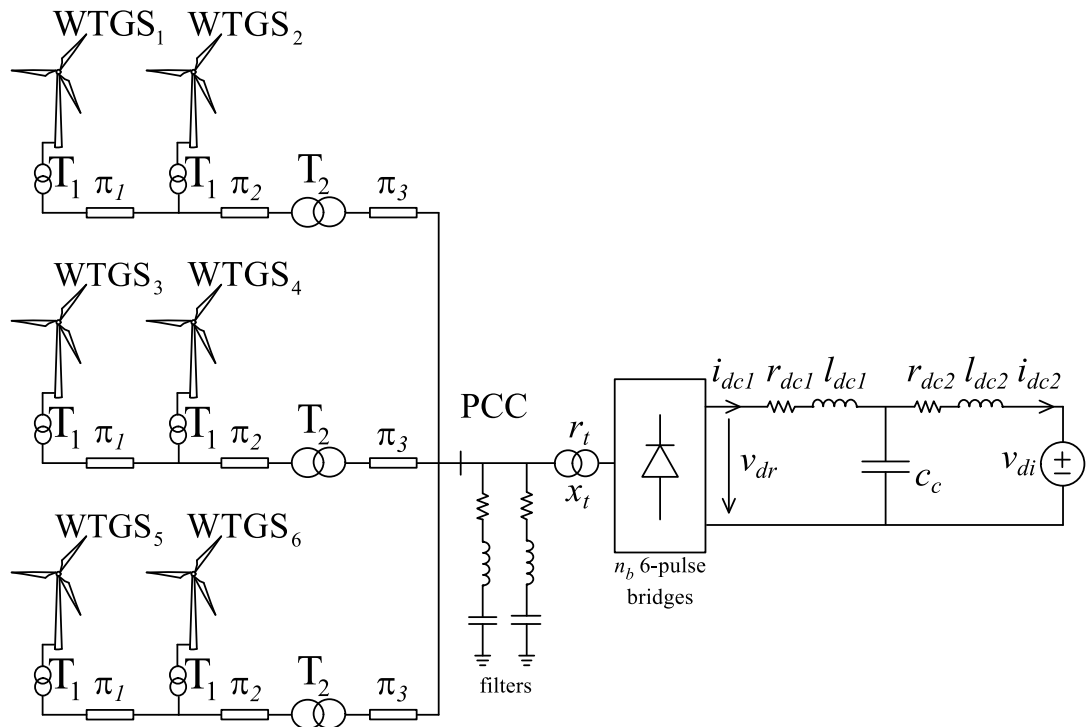 WTGS1 WTGS2
T1 π1 T1 π2 T2 π3
WTGS3 WTGS4
T1 π1 T1 π2 T2 π3
PCC
WTGS5 WTGS6
T1 π1 T1 π2 T2 π3
filters
rt
xt
nb 6-pulse
bridges
idc1 rdc1 ldc1 rdc2 ldc2 idc2
vdr
cc
vdi